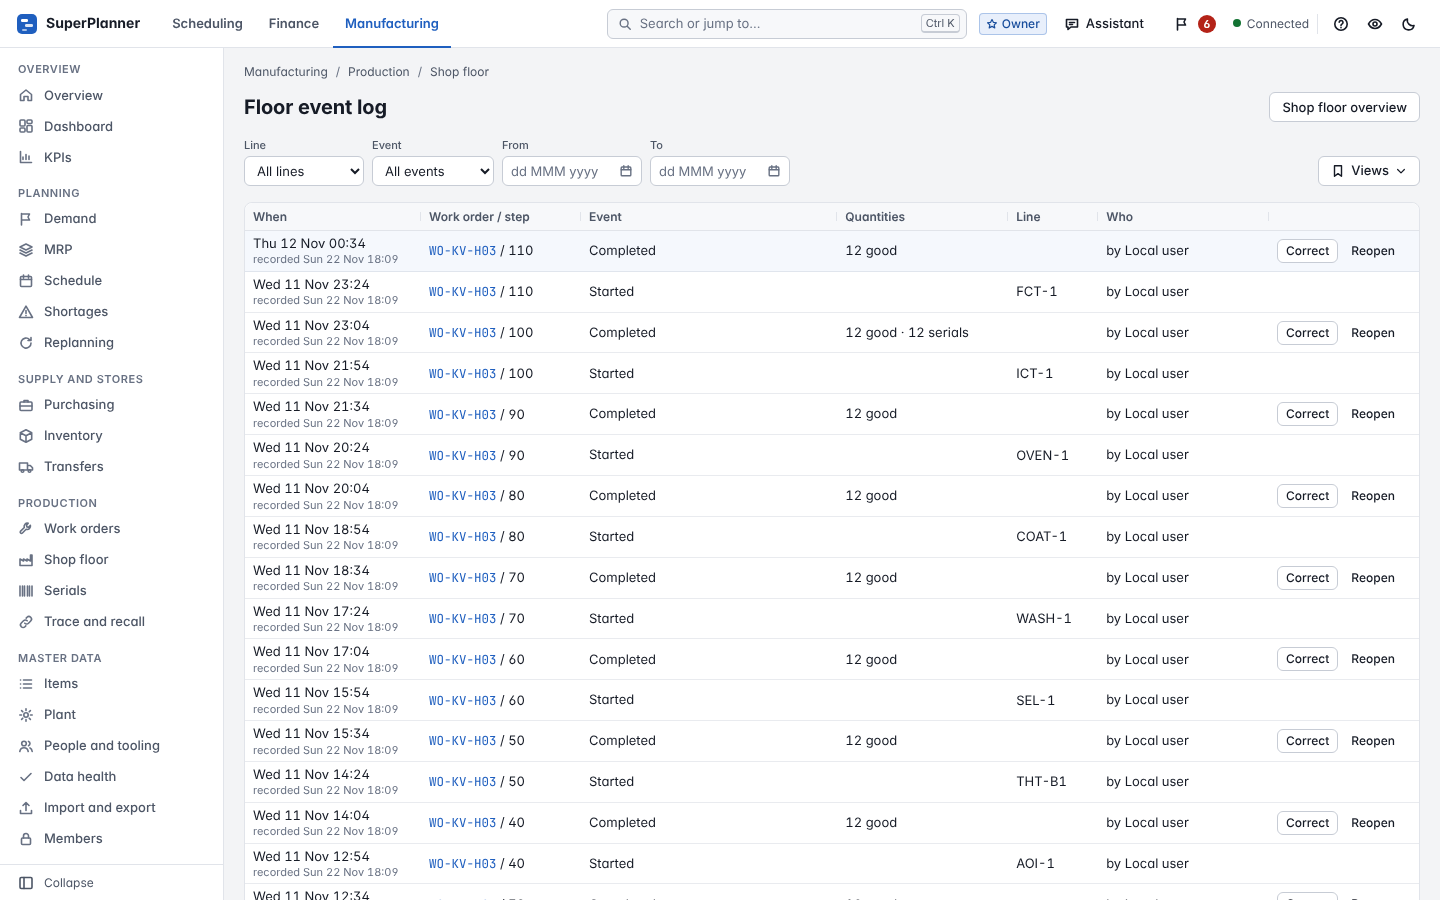 SuperPlanner
Scheduling
Finance
Manufacturing
Search or jump to...
Ctrl K
Owner
Assistant
6
Connected
OVERVIEW
Overview
Dashboard
KPIs
PLANNING
Demand
MRP
Schedule
Shortages
Replanning
SUPPLY AND STORES
Purchasing
Inventory
Transfers
PRODUCTION
Work orders
Shop floor
Serials
Trace and recall
MASTER DATA
Items
Plant
People and tooling
Data health
Import and export
Members
Collapse
Manufacturing / Production / Shop floor
Floor event log
Shop floor overview
Line
Event
From
To
All lines
All events
dd MMM yyyy
dd MMM yyyy
Views
When Work order / step Event Quantities Line Who
Thu 12 Nov 00:34
recorded Sun 22 Nov 18:09
WO-KV-H03 / 110 Completed 12 good by Local user Correct Reopen
Wed 11 Nov 23:24
recorded Sun 22 Nov 18:09
WO-KV-H03 / 110 Started FCT-1 by Local user
Wed 11 Nov 23:04
recorded Sun 22 Nov 18:09
WO-KV-H03 / 100 Completed 12 good · 12 serials by Local user Correct Reopen
Wed 11 Nov 21:54
recorded Sun 22 Nov 18:09
WO-KV-H03 / 100 Started ICT-1 by Local user
Wed 11 Nov 21:34
recorded Sun 22 Nov 18:09
WO-KV-H03 / 90 Completed 12 good by Local user Correct Reopen
Wed 11 Nov 20:24
recorded Sun 22 Nov 18:09
WO-KV-H03 / 90 Started OVEN-1 by Local user
Wed 11 Nov 20:04
recorded Sun 22 Nov 18:09
WO-KV-H03 / 80 Completed 12 good by Local user Correct Reopen
Wed 11 Nov 18:54
recorded Sun 22 Nov 18:09
WO-KV-H03 / 80 Started COAT-1 by Local user
Wed 11 Nov 18:34
recorded Sun 22 Nov 18:09
WO-KV-H03 / 70 Completed 12 good by Local user Correct Reopen
Wed 11 Nov 17:24
recorded Sun 22 Nov 18:09
WO-KV-H03 / 70 Started WASH-1 by Local user
Wed 11 Nov 17:04
recorded Sun 22 Nov 18:09
WO-KV-H03 / 60 Completed 12 good by Local user Correct Reopen
Wed 11 Nov 15:54
recorded Sun 22 Nov 18:09
WO-KV-H03 / 60 Started SEL-1 by Local user
Wed 11 Nov 15:34
recorded Sun 22 Nov 18:09
WO-KV-H03 / 50 Completed 12 good by Local user Correct Reopen
Wed 11 Nov 14:24
recorded Sun 22 Nov 18:09
WO-KV-H03 / 50 Started THT-B1 by Local user
Wed 11 Nov 14:04
recorded Sun 22 Nov 18:09
WO-KV-H03 / 40 Completed 12 good by Local user Correct Reopen
Wed 11 Nov 12:54
recorded Sun 22 Nov 18:09
WO-KV-H03 / 40 Started AOI-1 by Local user
Wed 11 Nov 12:34